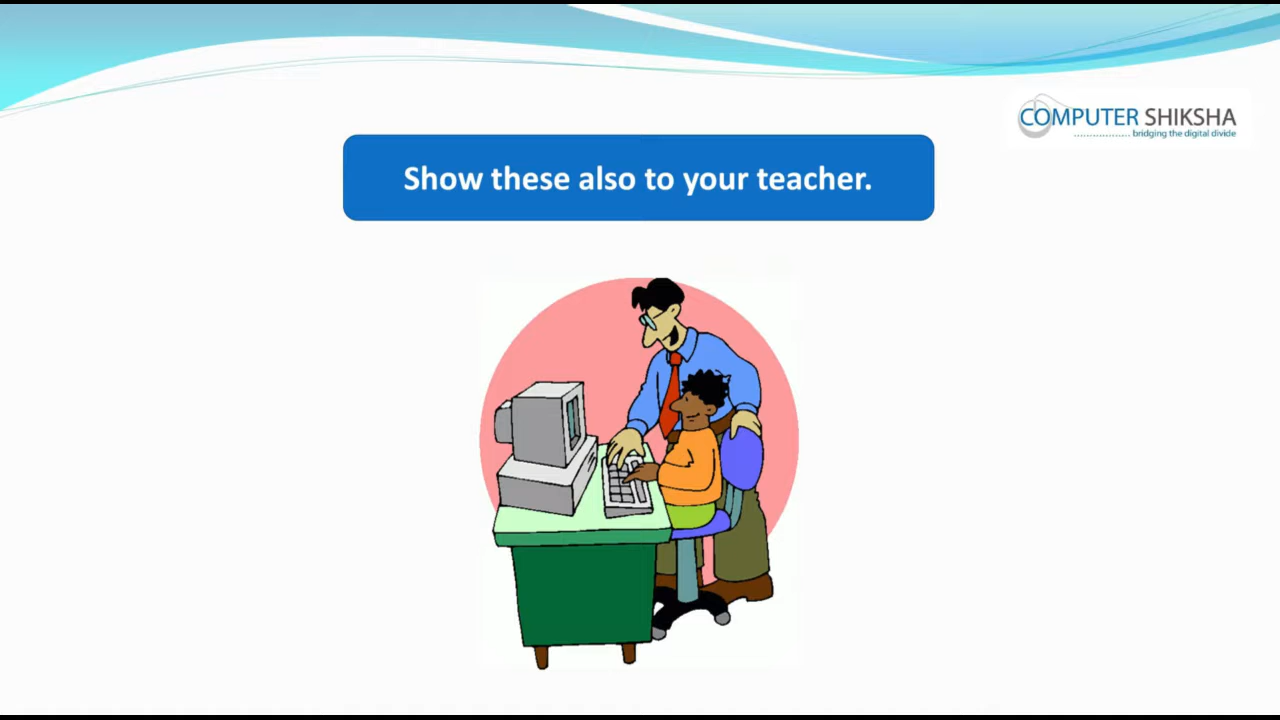 COMPUTER SHIKSHA
bridging the digital divide
Show these also to your teacher.